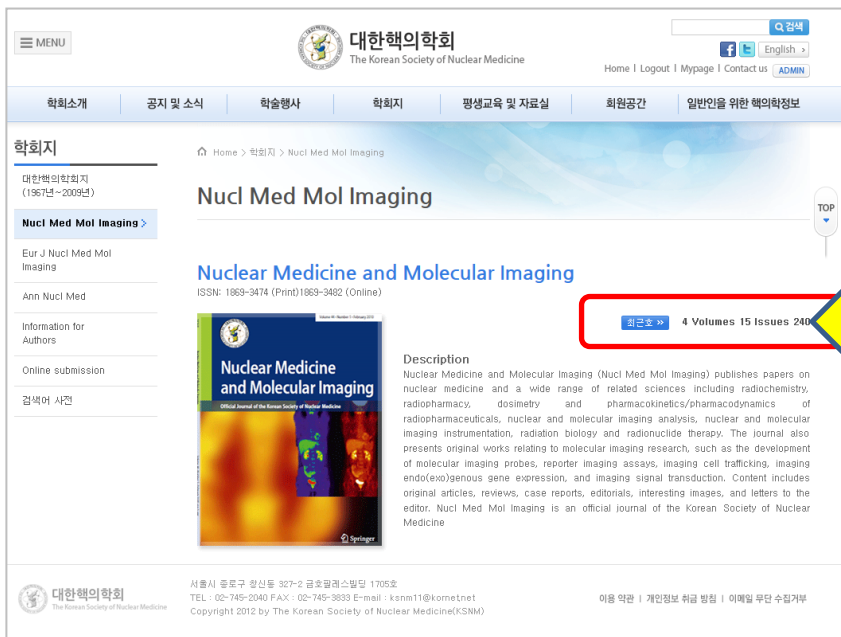 MENU
대한핵의학회
The Korean Society of Nuclear Medicine
검색
English >
Home | Logout | Mypage | Contact us ADMIN
학회소개 공지 및 소식 학술행사 학회지 평생교육 및 자료실 회원공간 일반인을 위한 핵의학정보
학회지
대한핵의학회지
(1967년~2009년)
Nucl Med Mol Imaging >
Eur J Nucl Med Mol
Imaging
Ann Nucl Med
Information for
Authors
Online submission
검색어 사전
Home > 학회지 > Nucl Med Mol Imaging
Nucl Med Mol Imaging
TOP
Nuclear Medicine and Molecular Imaging
ISSN: 1869-3474 (Print)1869-3482 (Online)
최근호 »
4 Volumes 15 Issues 240
Nuclear Medicine
and Molecular Imaging
Official Journal of the Korean Society of Nuclear Medicine
Springer
Description
Nuclear Medicine and Molecular Imaging (Nucl Med Mol Imaging) publishes papers on
nuclear medicine and a wide range of related sciences including radiochemistry,
radiopharmacy, dosimetry and pharmacokinetics/pharmacodynamics of
radiopharmaceuticals, nuclear and molecular imaging analysis, nuclear and molecular
imaging instrumentation, radiation biology and radionuclide therapy. The journal also
presents original works relating to molecular imaging research, such as the development
of molecular imaging probes, reporter imaging assays, imaging cell trafficking, imaging
endo(exo)genous gene expression, and imaging signal transduction. Content includes
original articles, reviews, case reports, editorials, interesting images, and letters to the
editor. Nucl Med Mol Imaging is an official journal of the Korean Society of Nuclear
Medicine
대한핵의학회
The Korean Society of Nuclear Medicine
서울시 종로구 창신동 327-2 금호팔레스빌딩 1705호
TEL : 02-745-2040 FAX : 02-745-3833 E-mail : ksnm11@kornet.net
Copyright 2012 by The Korean Society of Nuclear Medicine(KSNM)
이용 약관 | 개인정보 취급 방침 | 이메일 무단 수집거부